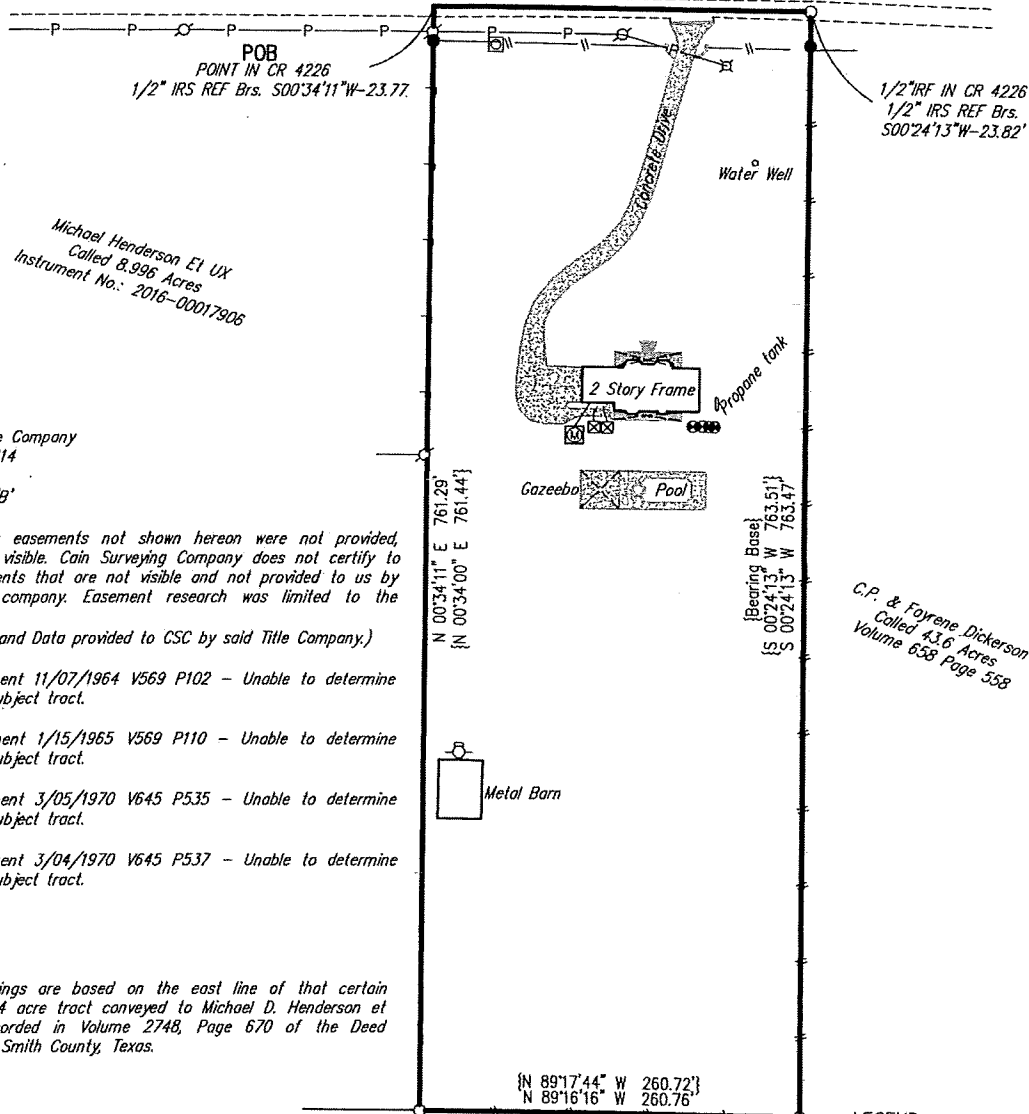 P P P P P P P
POB
POINT IN CR 4226
1/2" IRS REF Brs. S00°34'11"W-23.77.
1/2"IRF IN CR 4226
1/2" IRS REF Brs.
S00°24'13"W-23.82'
Concrete Drive
Water Well
Michael Henderson Et UX
Called 8.996 Acres
Instrument No.: 2016-00017906
2 Story Frame
Propane tank
M
Company
14
'B'
Gazeebo
Pool
N 00°34'11" E 761.29'
{N 00°34'00" E 761.44'}
{Bearing Base}
{S 00°24'13" W 763.51'}
S 00°24'13" W 763.47'
C.P. & Fayrene Dickerson
Called 43.6 Acres
Volume 658 Page 558
easements not shown hereon were not provided,
visible. Cain Surveying Company does not certify to
ents that are not visible and not provided to us by
company. Easement research was limited to the
and Data provided to CSC by said Title Company.)
ent 11/07/1964 V569 P102 - Unable to determine
ubject tract.
ent 1/15/1965 V569 P110 - Unable to determine
ubject tract.
ent 3/05/1970 V645 P535 - Unable to determine
ubject tract.
ent 3/04/1970 V645 P537 - Unable to determine
ubject tract.
Metal Barn
ings are based on the east line of that certain
4 acre tract conveyed to Michael D. Henderson et
orded in Volume 2748, Page 670 of the Deed
Smith County, Texas.
{N 89°17'44" W 260.72'}
N 89°16'16" W 260.76'